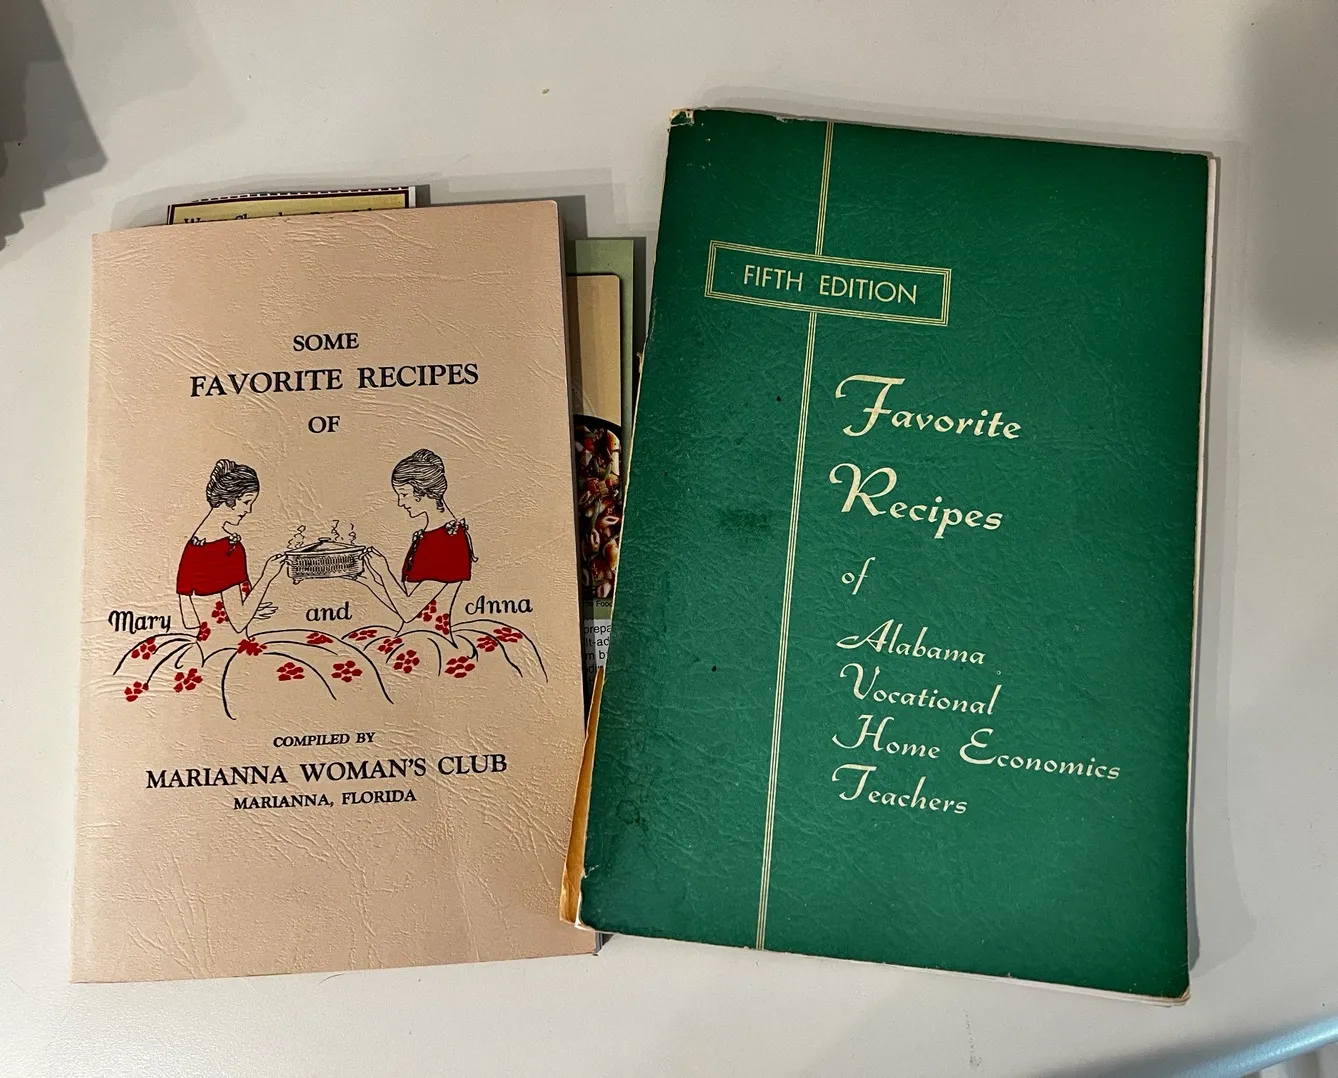 SOME
FAVORITE RECIPES
OF
Mary and Anna
COMPILED BY
MARIANNA WOMAN'S CLUB
MARIANNA, FLORIDA
FIFTH EDITION
Favorite
Recipes
of
Alabama
Vocational
Home Economics
Teachers